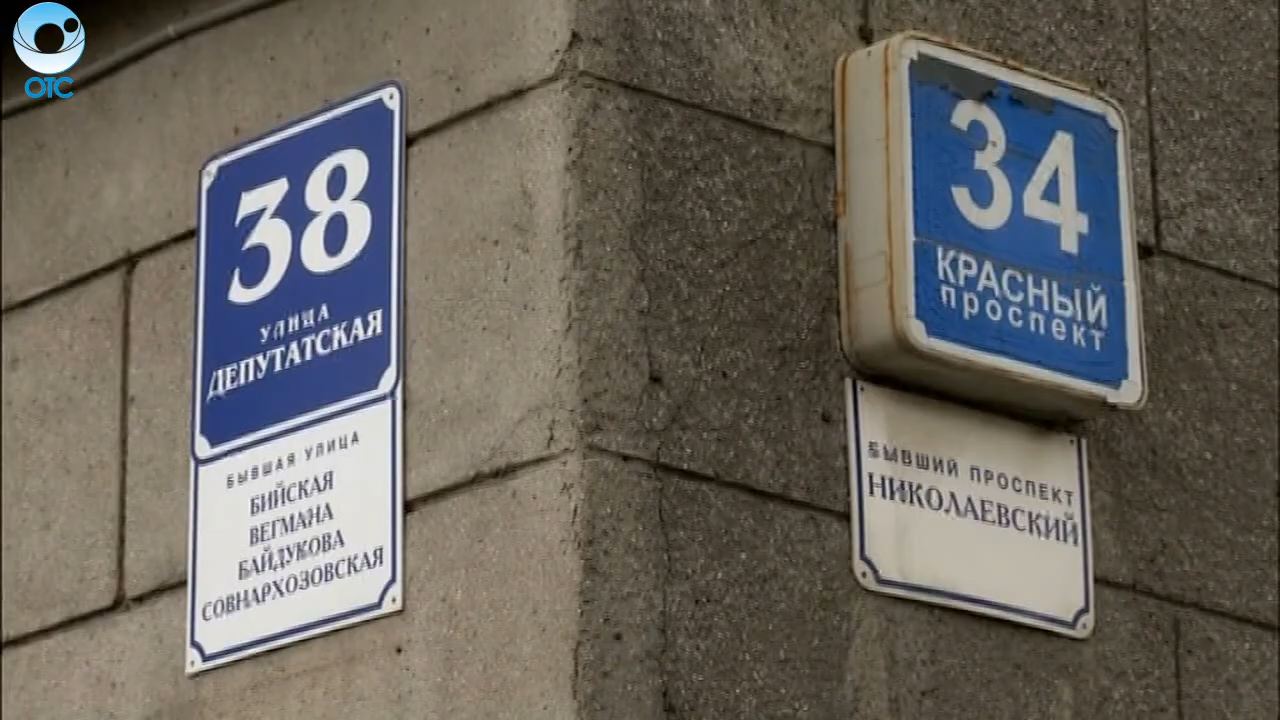 ОТС
38
УЛИЦА
ДЕПУТАТСКАЯ
БЫВШАЯ УЛИЦА
БИЙСКАЯ
ВЕГМАНА
БАЙДУКОВА
СОВНАРХОЗОВСКАЯ
34
КРАСНЫЙ
проспект
БЫВШИЙ ПРОСПЕКТ
НИКОЛАЕВСКИЙ